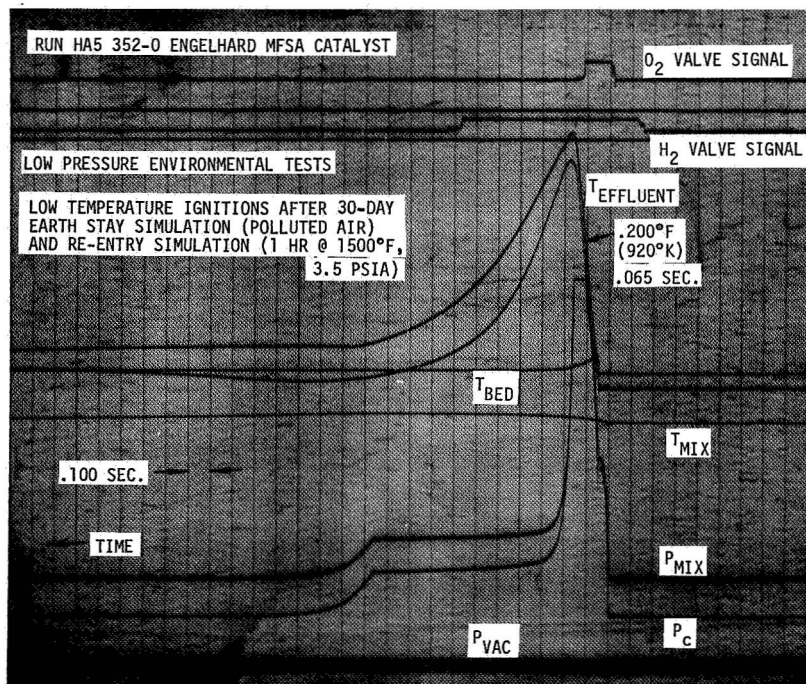 RUN HA5 352-0 ENGELHARD MFSA CATALYST
O2 VALVE SIGNAL
H2 VALVE SIGNAL
LOW PRESSURE ENVIRONMENTAL TESTS
TEFFLUENT
LOW TEMPERATURE IGNITIONS AFTER 30-DAY
EARTH STAY SIMULATION (POLLUTED AIR)
AND RE-ENTRY SIMULATION (1 HR @ 1500°F,
3.5 PSIA)
.200°F
(920°K)
.065 SEC.
TBED
TMIX
.100 SEC.
TIME
PMIX
PVAC
Pc